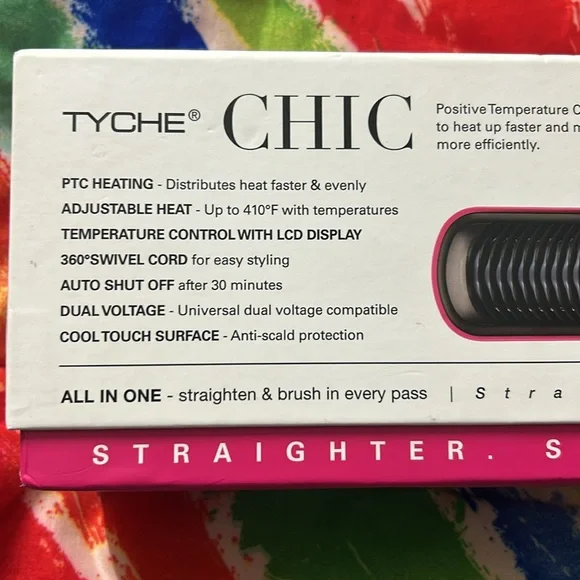 TYCHE® CHIC
Positive Temperature C
to heat up faster and m
more efficiently.
PTC HEATING - Distributes heat faster & evenly
ADJUSTABLE HEAT - Up to 410°F with temperatures
TEMPERATURE CONTROL WITH LCD DISPLAY
360° SWIVEL CORD for easy styling
AUTO SHUT OFF after 30 minutes
DUAL VOLTAGE - Universal dual voltage compatible
COOL TOUCH SURFACE - Anti-scald protection
ALL IN ONE - straighten & brush in every pass | Stra
STRAIGHTER. S